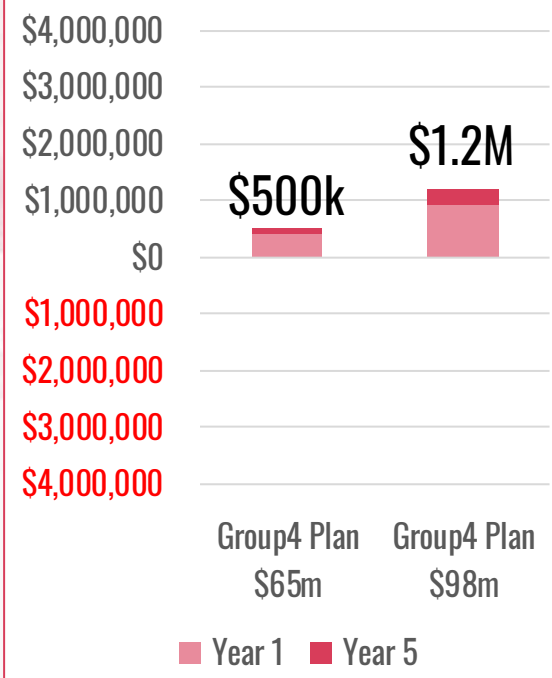 $4,000,000
$3,000,000
$2,000,000
$1,000,000
$0
$1,000,000
$2,000,000
$3,000,000
$4,000,000
$500k
$1.2M
Group4 Plan
$65m
Group4 Plan
$98m
Year 1
Year 5